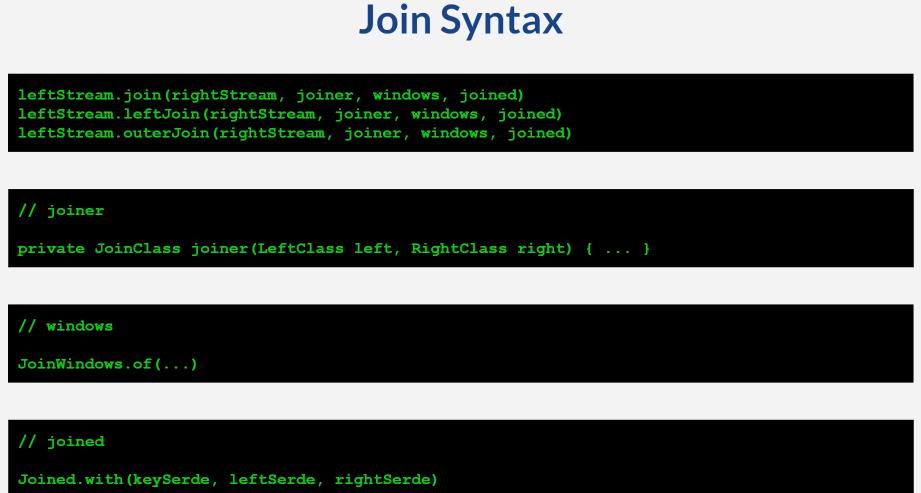 Join Syntax
leftStream.join(rightStream, joiner, windows, joined)
leftStream.leftJoin(rightStream, joiner, windows, joined)
leftStream.outerJoin(rightStream, joiner, windows, joined)
// joiner
private JoinClass joiner(LeftClass left, RightClass right) { ... }
// windows
JoinWindows.of(...)
// joined
Joined.with(keySerde, leftSerde, rightSerde)